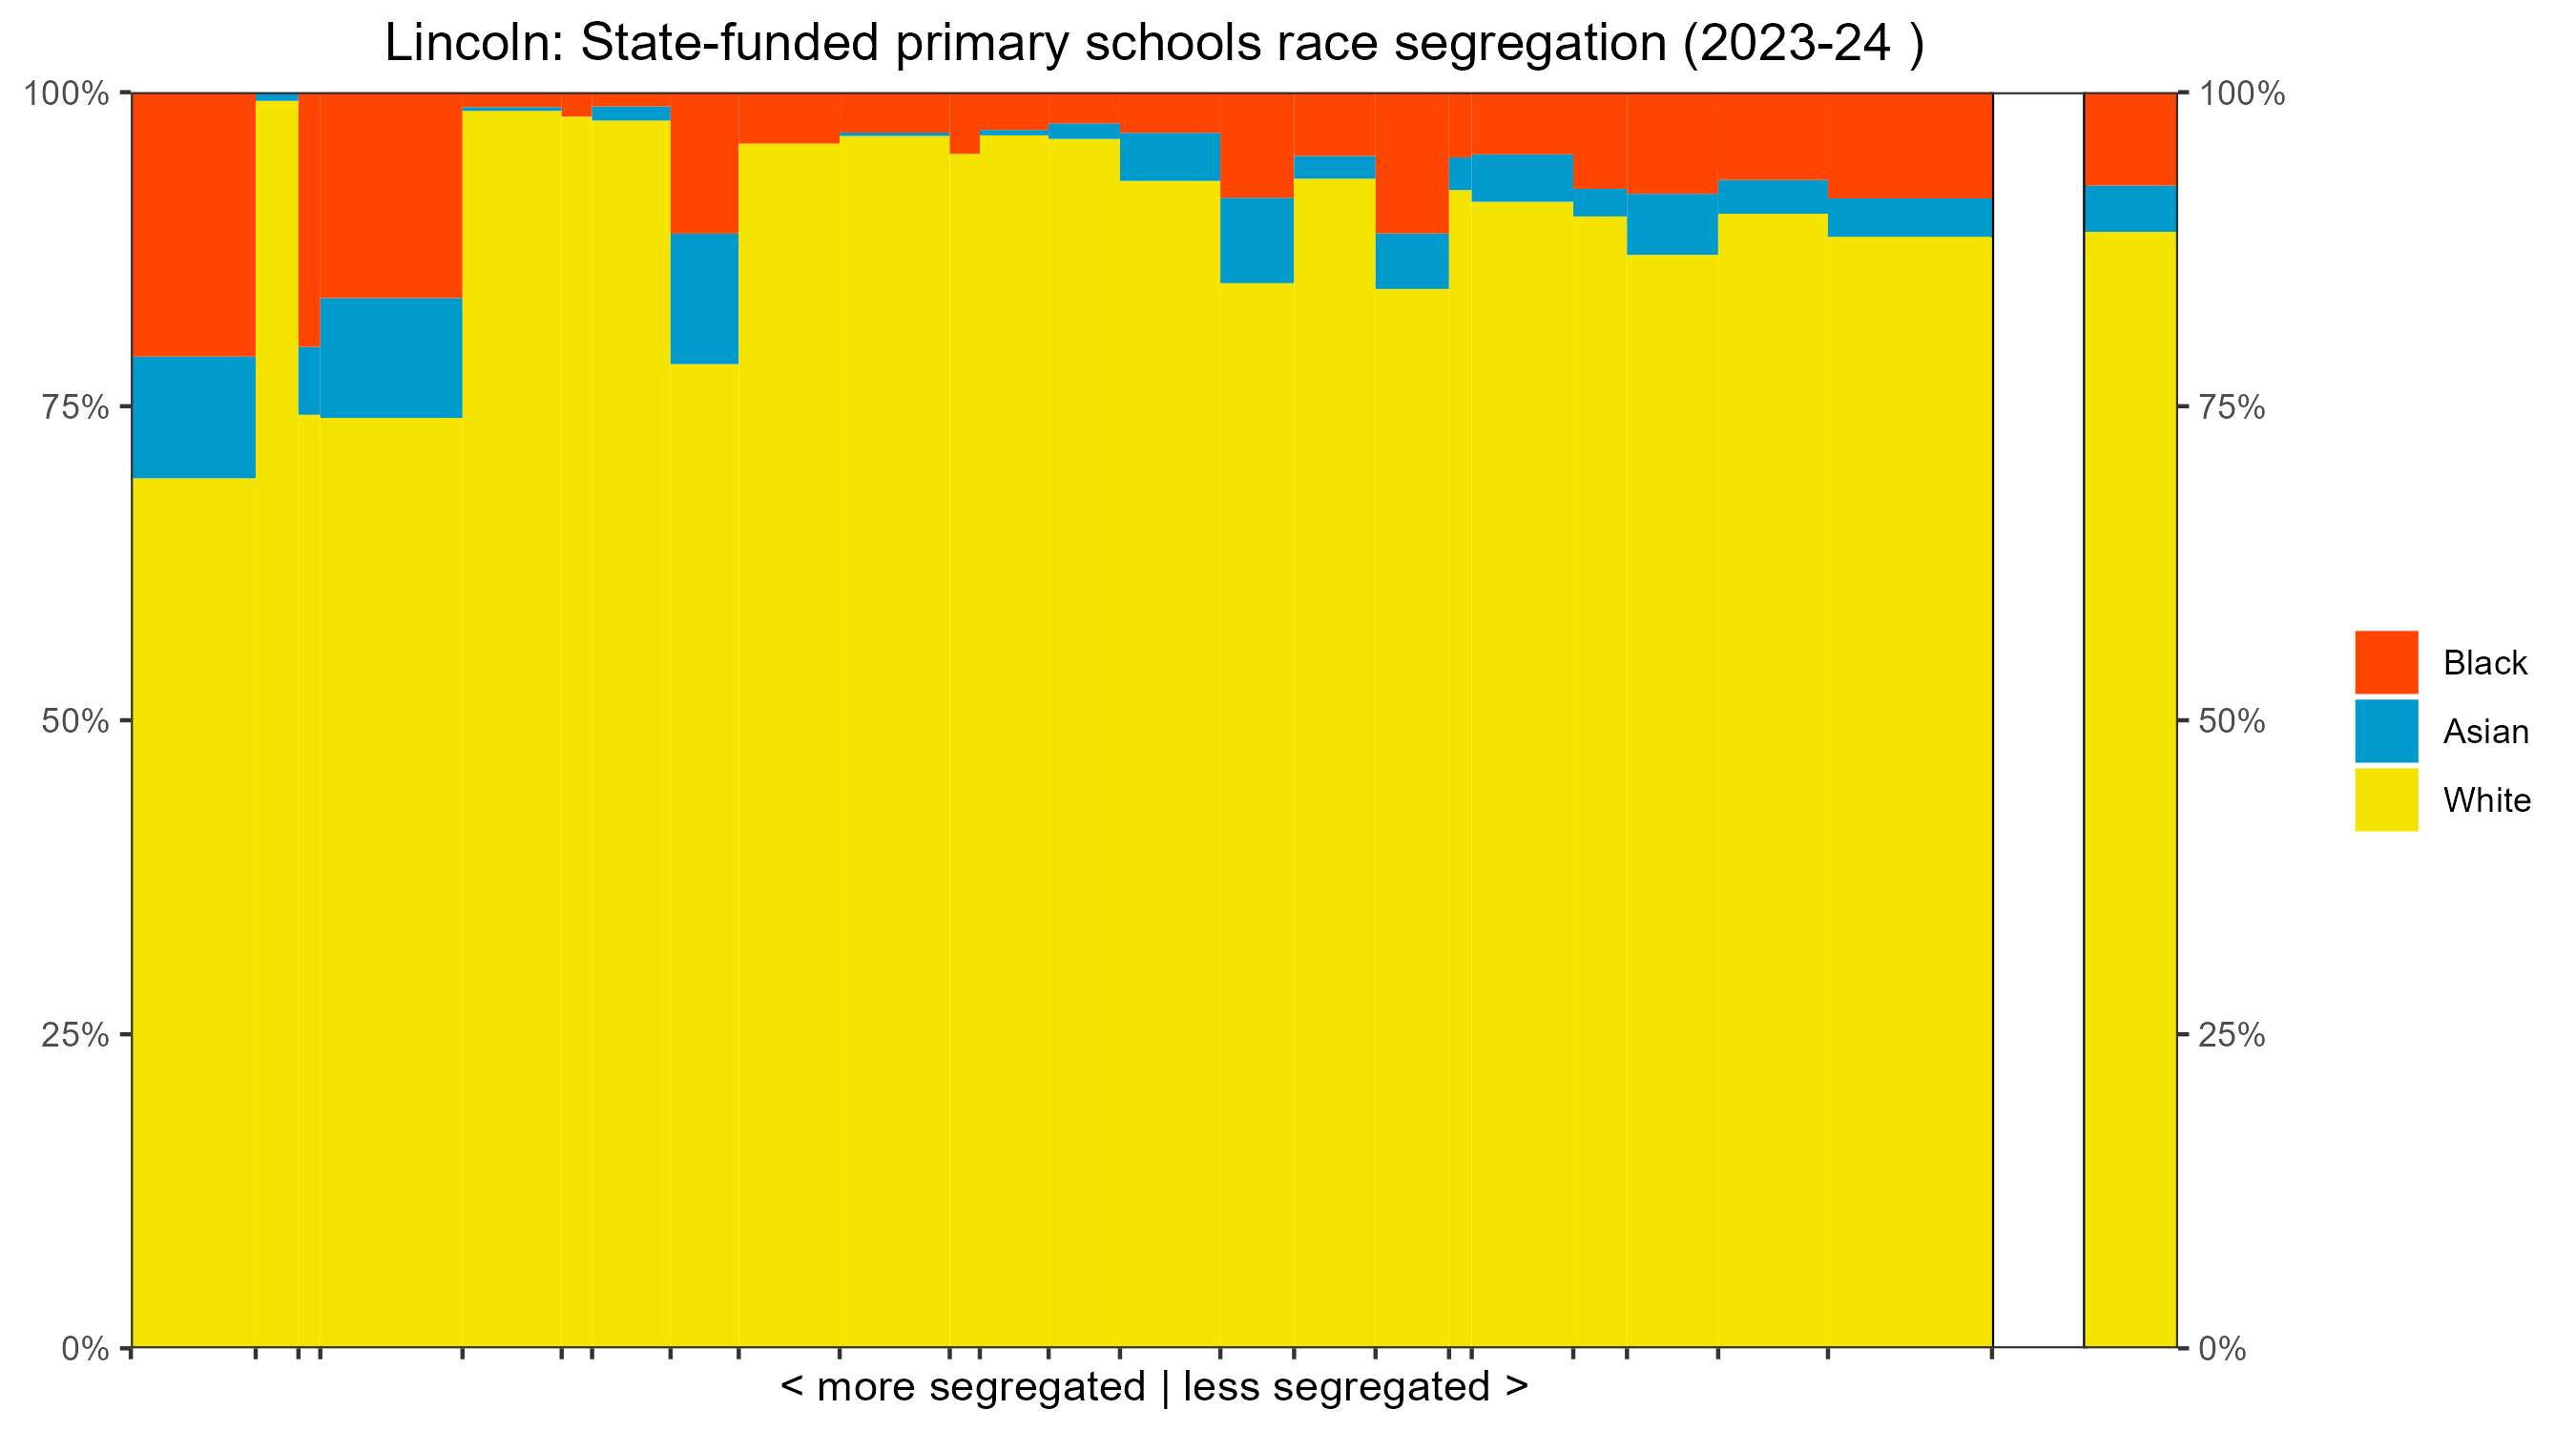 Lincoln: State-funded primary schools race segregation (2023-24 )
100%
75%
50%
25%
0%
100%
75%
50%
25%
0%
Black
Asian
White
< more segregated | less segregated >